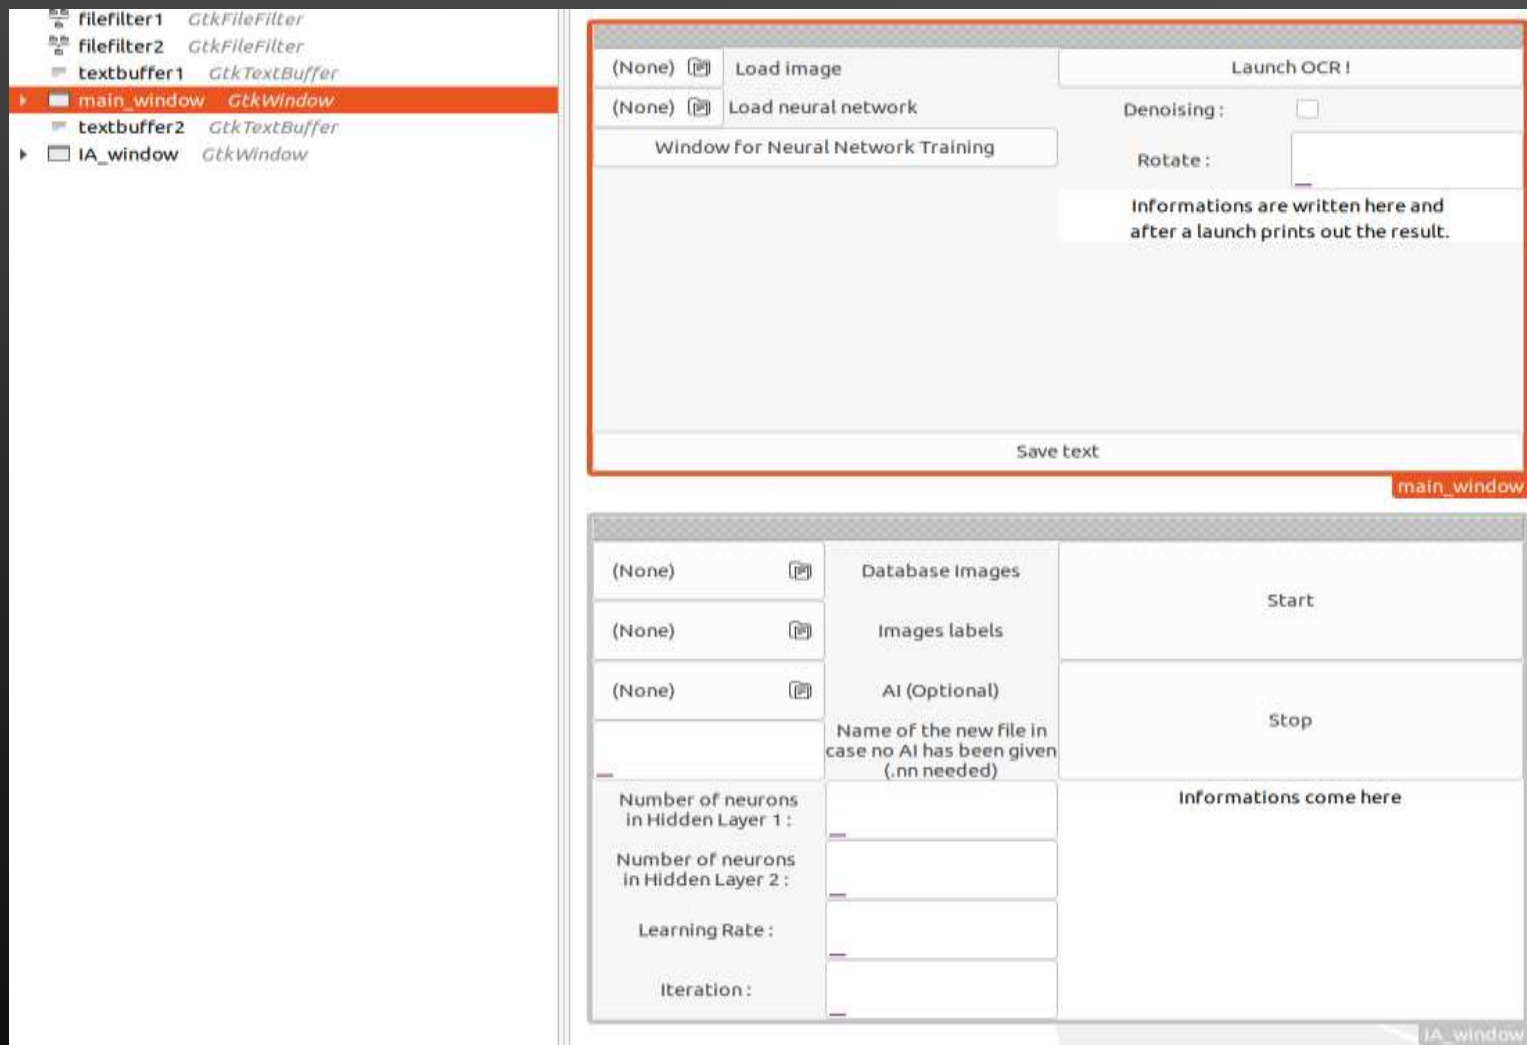 filefilter1 GtkFileFilter
filefilter2 GtkFileFilter
textbuffer1 GtkTextBuffer
main_window GtkWindow
textbuffer2 GtkTextBuffer
IA_window GtkWindow
(None) Load image
Launch OCR !
(None) Load neural network
Denoising :
Window for Neural Network Training
Rotate :
Informations are written here and
after a launch prints out the result.
Save text
main_window
(None) Database Images
Start
(None) Images labels
(None) AI (Optional)
Stop
Name of the new file in
case no AI has been given
(.nn needed)
Number of neurons
in Hidden Layer 1 :
Informations come here
Number of neurons
in Hidden Layer 2 :
Learning Rate :
Iteration :
IA_window